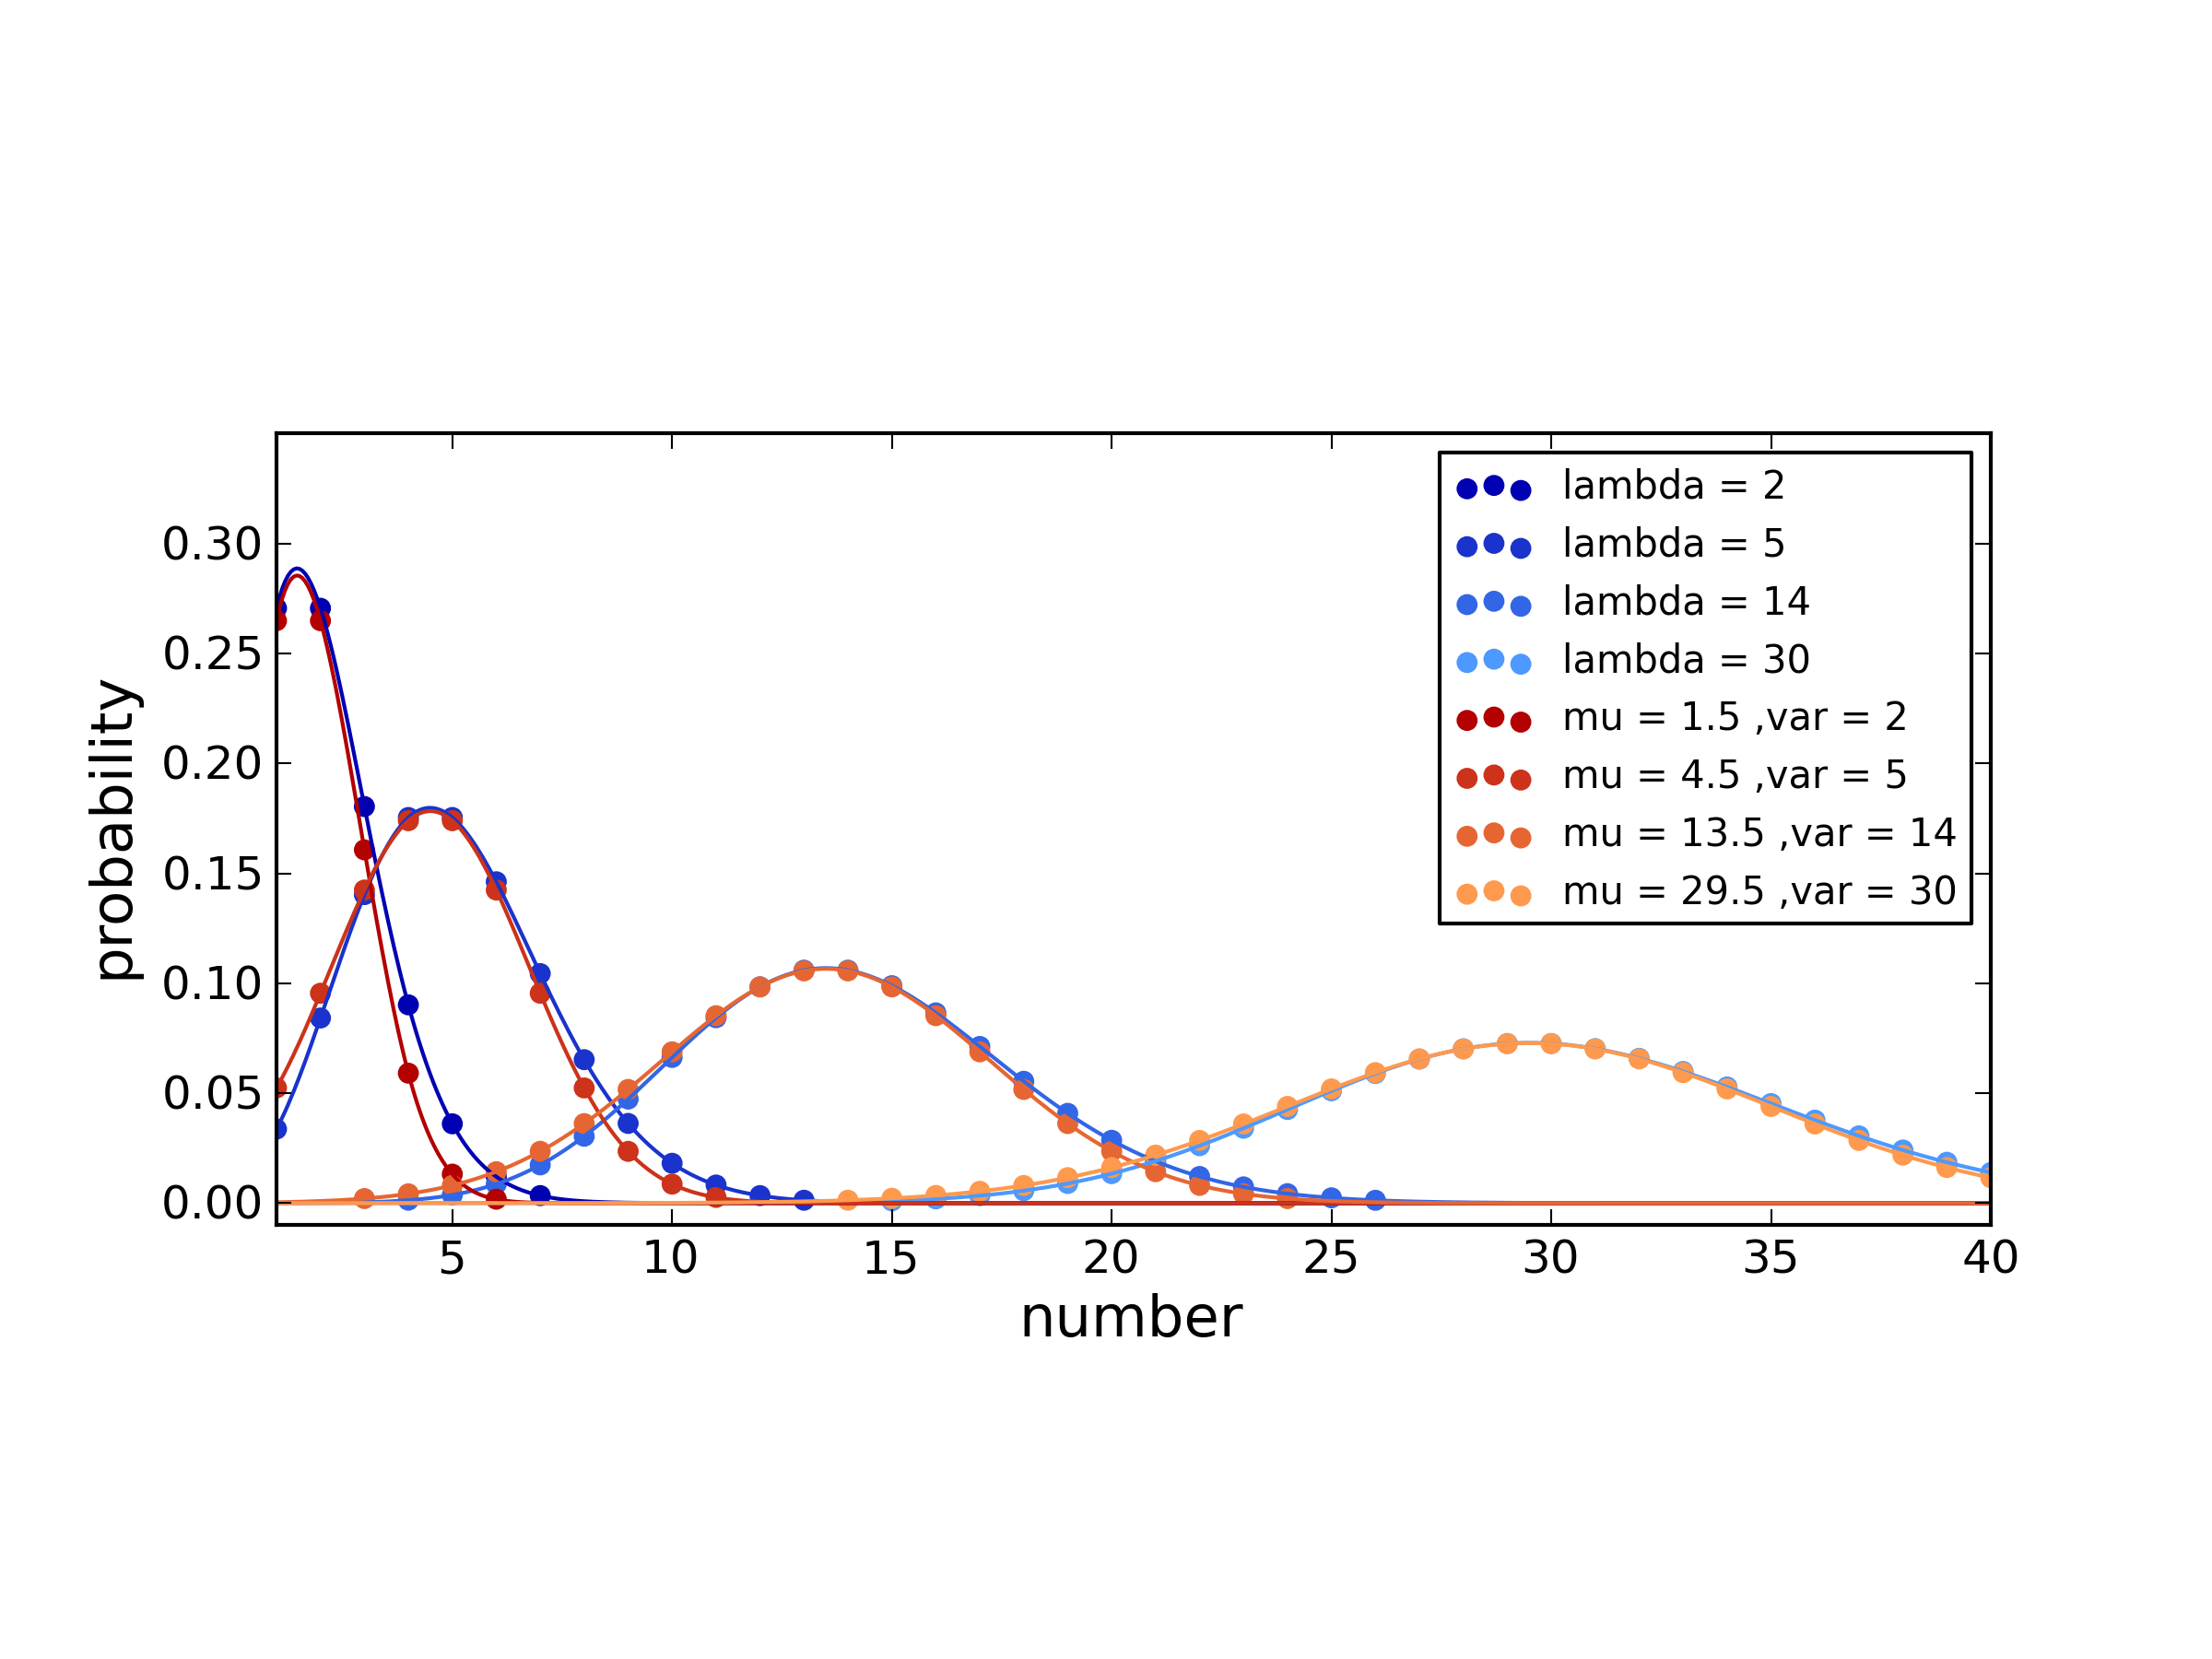 0.30
0.25
0.20
0.15
0.10
0.05
0.00
probability
lambda = 2
lambda = 5
lambda = 14
lambda = 30
mu = 1.5 ,var = 2
mu = 4.5 ,var = 5
mu = 13.5 ,var = 14
mu = 29.5 ,var = 30
5 10 15 20 25 30 35 40
number